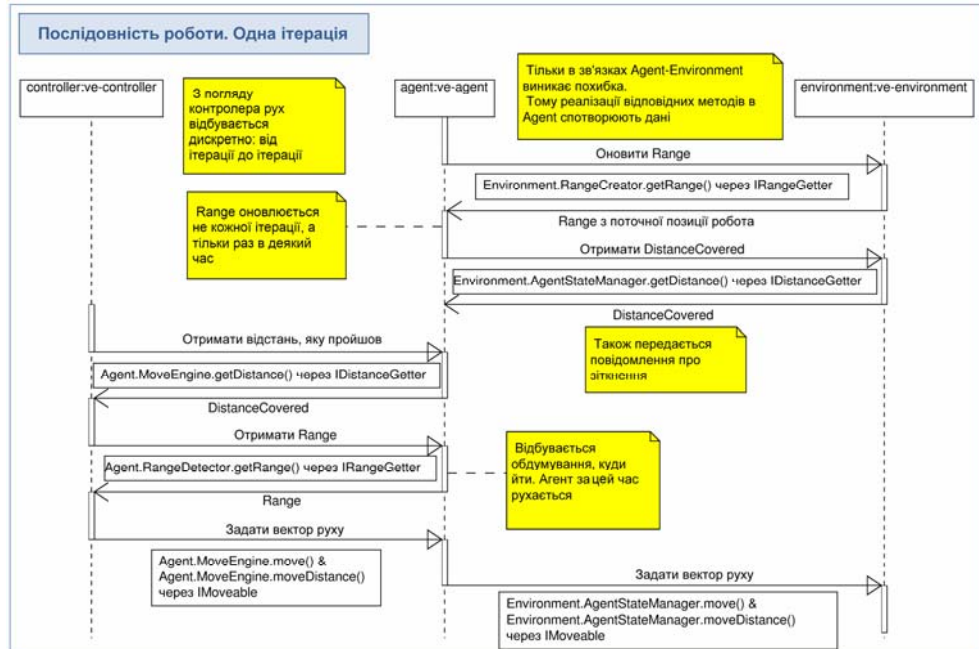 Послідовність роботи. Одна ітерація
controller:ve-controller
З погляду
контролера рух
відбувається
дискретно: від
ітерації до ітерації
agent:ve-agent
Тільки в зв'язках Agent-Environment
виникає похибка.
Тому реалізації відповідних методів в
Agent спотворюють дані
environment:ve-environment
Оновити Range
Environment.RangeCreator.getRange() через IRangeGetter
Range з поточної позиції робота
Range оновлюється
не кожної ітерації, а
тільки раз в деякий
час
Отримати DistanceCovered
Environment.AgentStateManager.getDistance() через IDistanceGetter
DistanceCovered
Отримати відстань, яку пройшов
Також передається
повідомлення про
зіткнення
Agent.MoveEngine.getDistance() через IDistanceGetter
DistanceCovered
Отримати Range
Agent.RangeDetector.getRange() через IRangeGetter
Range
Відбувається
обдумування, куди
йти. Агент за цей час
рухається
Задати вектор руху
Agent.MoveEngine.move() &
Agent.MoveEngine.moveDistance()
через IMoveable
Задати вектор руху
Environment.AgentStateManager.move() &
Environment.AgentStateManager.moveDistance()
через IMoveable